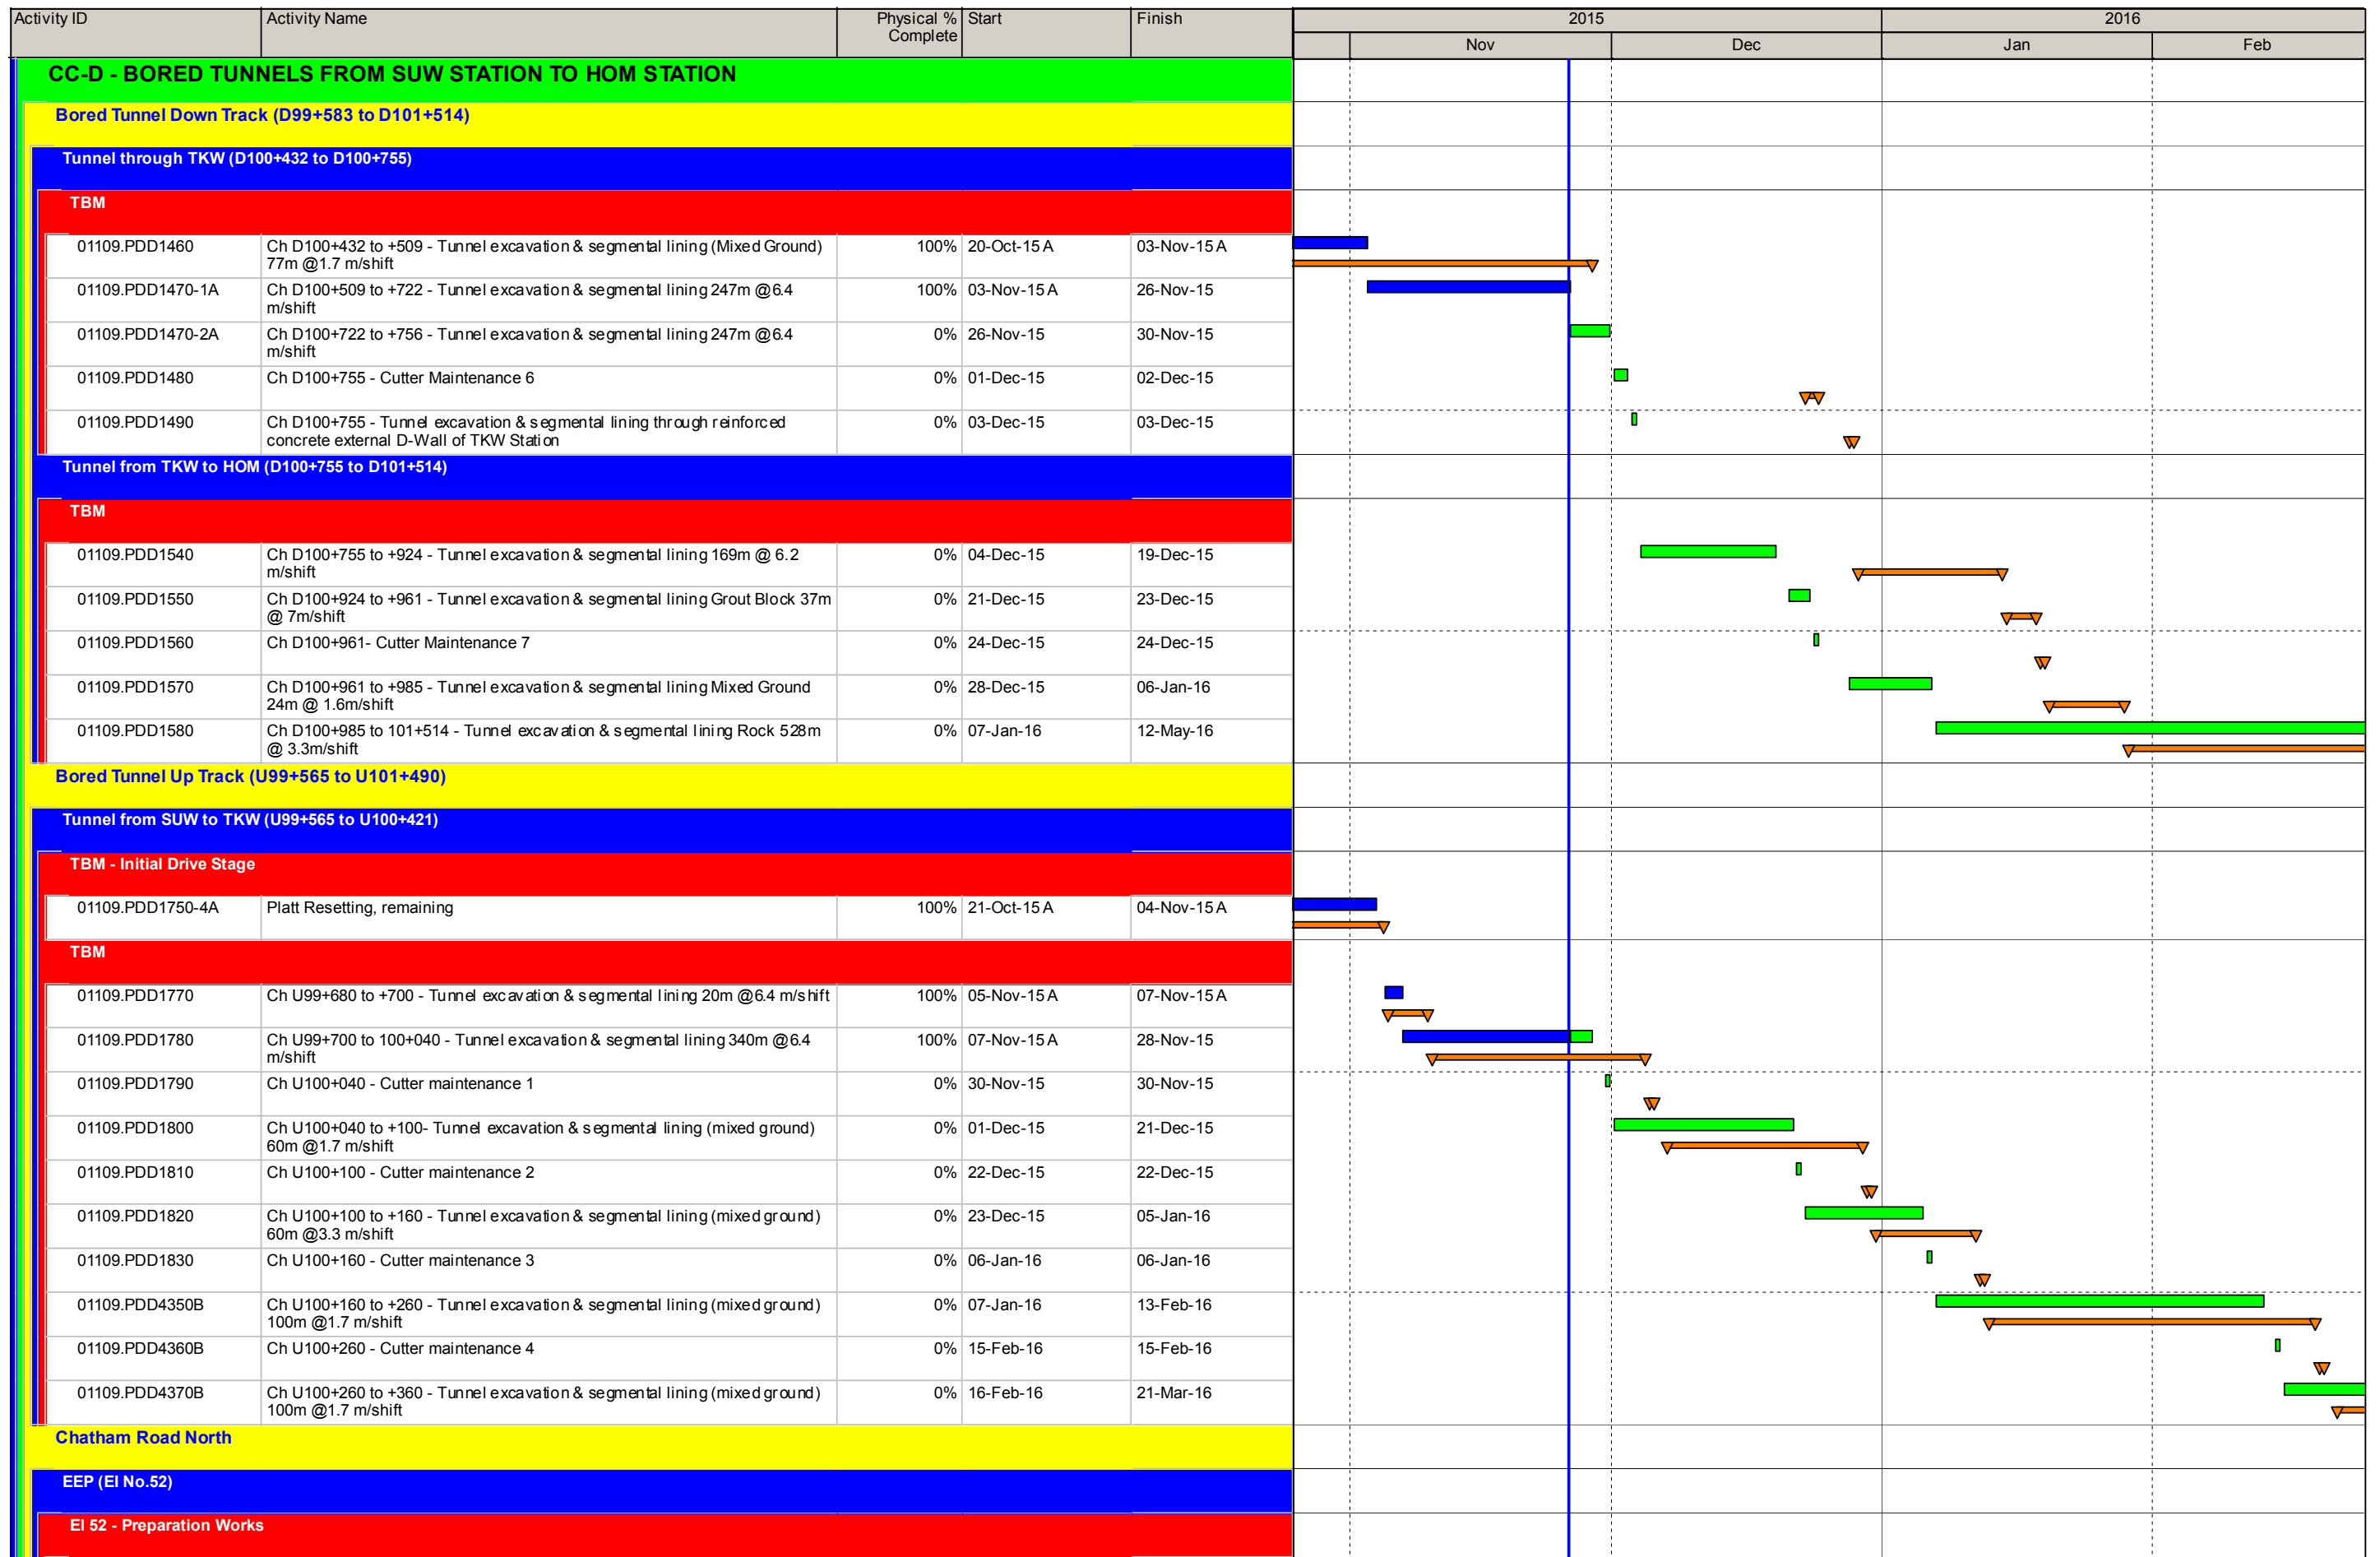 Activity ID Activity Name Physical % Start Finish 2015 2016
Complete Nov Dec Jan Feb
CC-D - BORED TUNNELS FROM SUW STATION TO HOM STATION
Bored Tunnel Down Track (D99+583 to D101+514)
Tunnel through TKW (D100+432 to D100+755)
TBM
01109.PDD1460 Ch D100+432 to +509 - Tunnel excavation & segmental lining (Mixed Ground) 100% 20-Oct-15 A 03-Nov-15 A
77m @1.7 m/shift
01109.PDD1470-1A Ch D100+509 to +722 - Tunnel excavation & segmental lining 247m @6.4 100% 03-Nov-15 A 26-Nov-15
m/shift
01109.PDD1470-2A Ch D100+722 to +756 - Tunnel excavation & segmental lining 247m @6.4 0% 26-Nov-15 30-Nov-15
m/shift
01109.PDD1480 Ch D100+755 - Cutter Maintenance 6 0% 01-Dec-15 02-Dec-15
01109.PDD1490 Ch D100+755 - Tunnel excavation & segmental lining through reinforced 0% 03-Dec-15 03-Dec-15
concrete external D-Wall of TKW Station
Tunnel from TKW to HOM (D100+755 to D101+514)
TBM
01109.PDD1540 Ch D100+755 to +924 - Tunnel excavation & segmental lining 169m @ 6.2 0% 04-Dec-15 19-Dec-15
m/shift
01109.PDD1550 Ch D100+924 to +961 - Tunnel excavation & segmental lining Grout Block 37m 0% 21-Dec-15 23-Dec-15
@ 7m/shift
01109.PDD1560 Ch D100+961- Cutter Maintenance 7 0% 24-Dec-15 24-Dec-15
01109.PDD1570 Ch D100+961 to +985 - Tunnel excavation & segmental lining Mixed Ground 0% 28-Dec-15 06-Jan-16
24m @ 1.6m/shift
01109.PDD1580 Ch D100+985 to 101+514 - Tunnel excavation & segmental lining Rock 528m 0% 07-Jan-16 12-May-16
@ 3.3m/shift
Bored Tunnel Up Track (U99+565 to U101+490)
Tunnel from SUW to TKW (U99+565 to U100+421)
TBM - Initial Drive Stage
01109.PDD1750-4A Platt Resetting, remaining 100% 21-Oct-15 A 04-Nov-15 A
TBM
01109.PDD1770 Ch U99+680 to +700 - Tunnel excavation & segmental lining 20m @6.4 m/shift 100% 05-Nov-15 A 07-Nov-15 A
01109.PDD1780 Ch U99+700 to 100+040 - Tunnel excavation & segmental lining 340m @6.4 100% 07-Nov-15 A 28-Nov-15
m/shift
01109.PDD1790 Ch U100+040 - Cutter maintenance 1 0% 30-Nov-15 30-Nov-15
01109.PDD1800 Ch U100+040 to +100- Tunnel excavation & segmental lining (mixed ground) 0% 01-Dec-15 21-Dec-15
60m @1.7 m/shift
01109.PDD1810 Ch U100+100 - Cutter maintenance 2 0% 22-Dec-15 22-Dec-15
01109.PDD1820 Ch U100+100 to +160 - Tunnel excavation & segmental lining (mixed ground) 0% 23-Dec-15 05-Jan-16
60m @3.3 m/shift
01109.PDD1830 Ch U100+160 - Cutter maintenance 3 0% 06-Jan-16 06-Jan-16
01109.PDD4350B Ch U100+160 to +260 - Tunnel excavation & segmental lining (mixed ground) 0% 07-Jan-16 13-Feb-16
100m @1.7 m/shift
01109.PDD4360B Ch U100+260 - Cutter maintenance 4 0% 15-Feb-16 15-Feb-16
01109.PDD4370B Ch U100+260 to +360 - Tunnel excavation & segmental lining (mixed ground) 0% 16-Feb-16 21-Mar-16
100m @1.7 m/shift
Chatham Road North
EEP (EI No.52)
EI 52 - Preparation Works